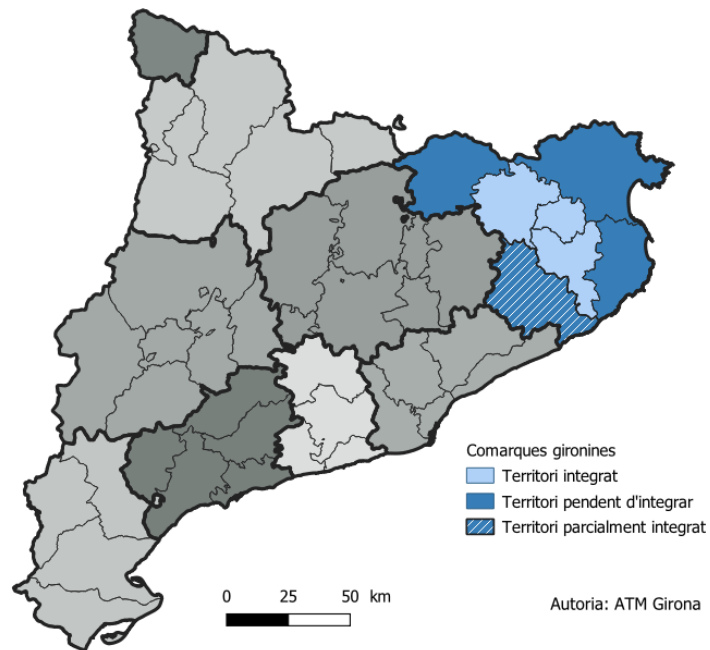 Comarques gironines
Territori integrat
Territori pendent d'integrar
Territori parcialment integrat
0 25 50 km
Autoria: ATM Girona